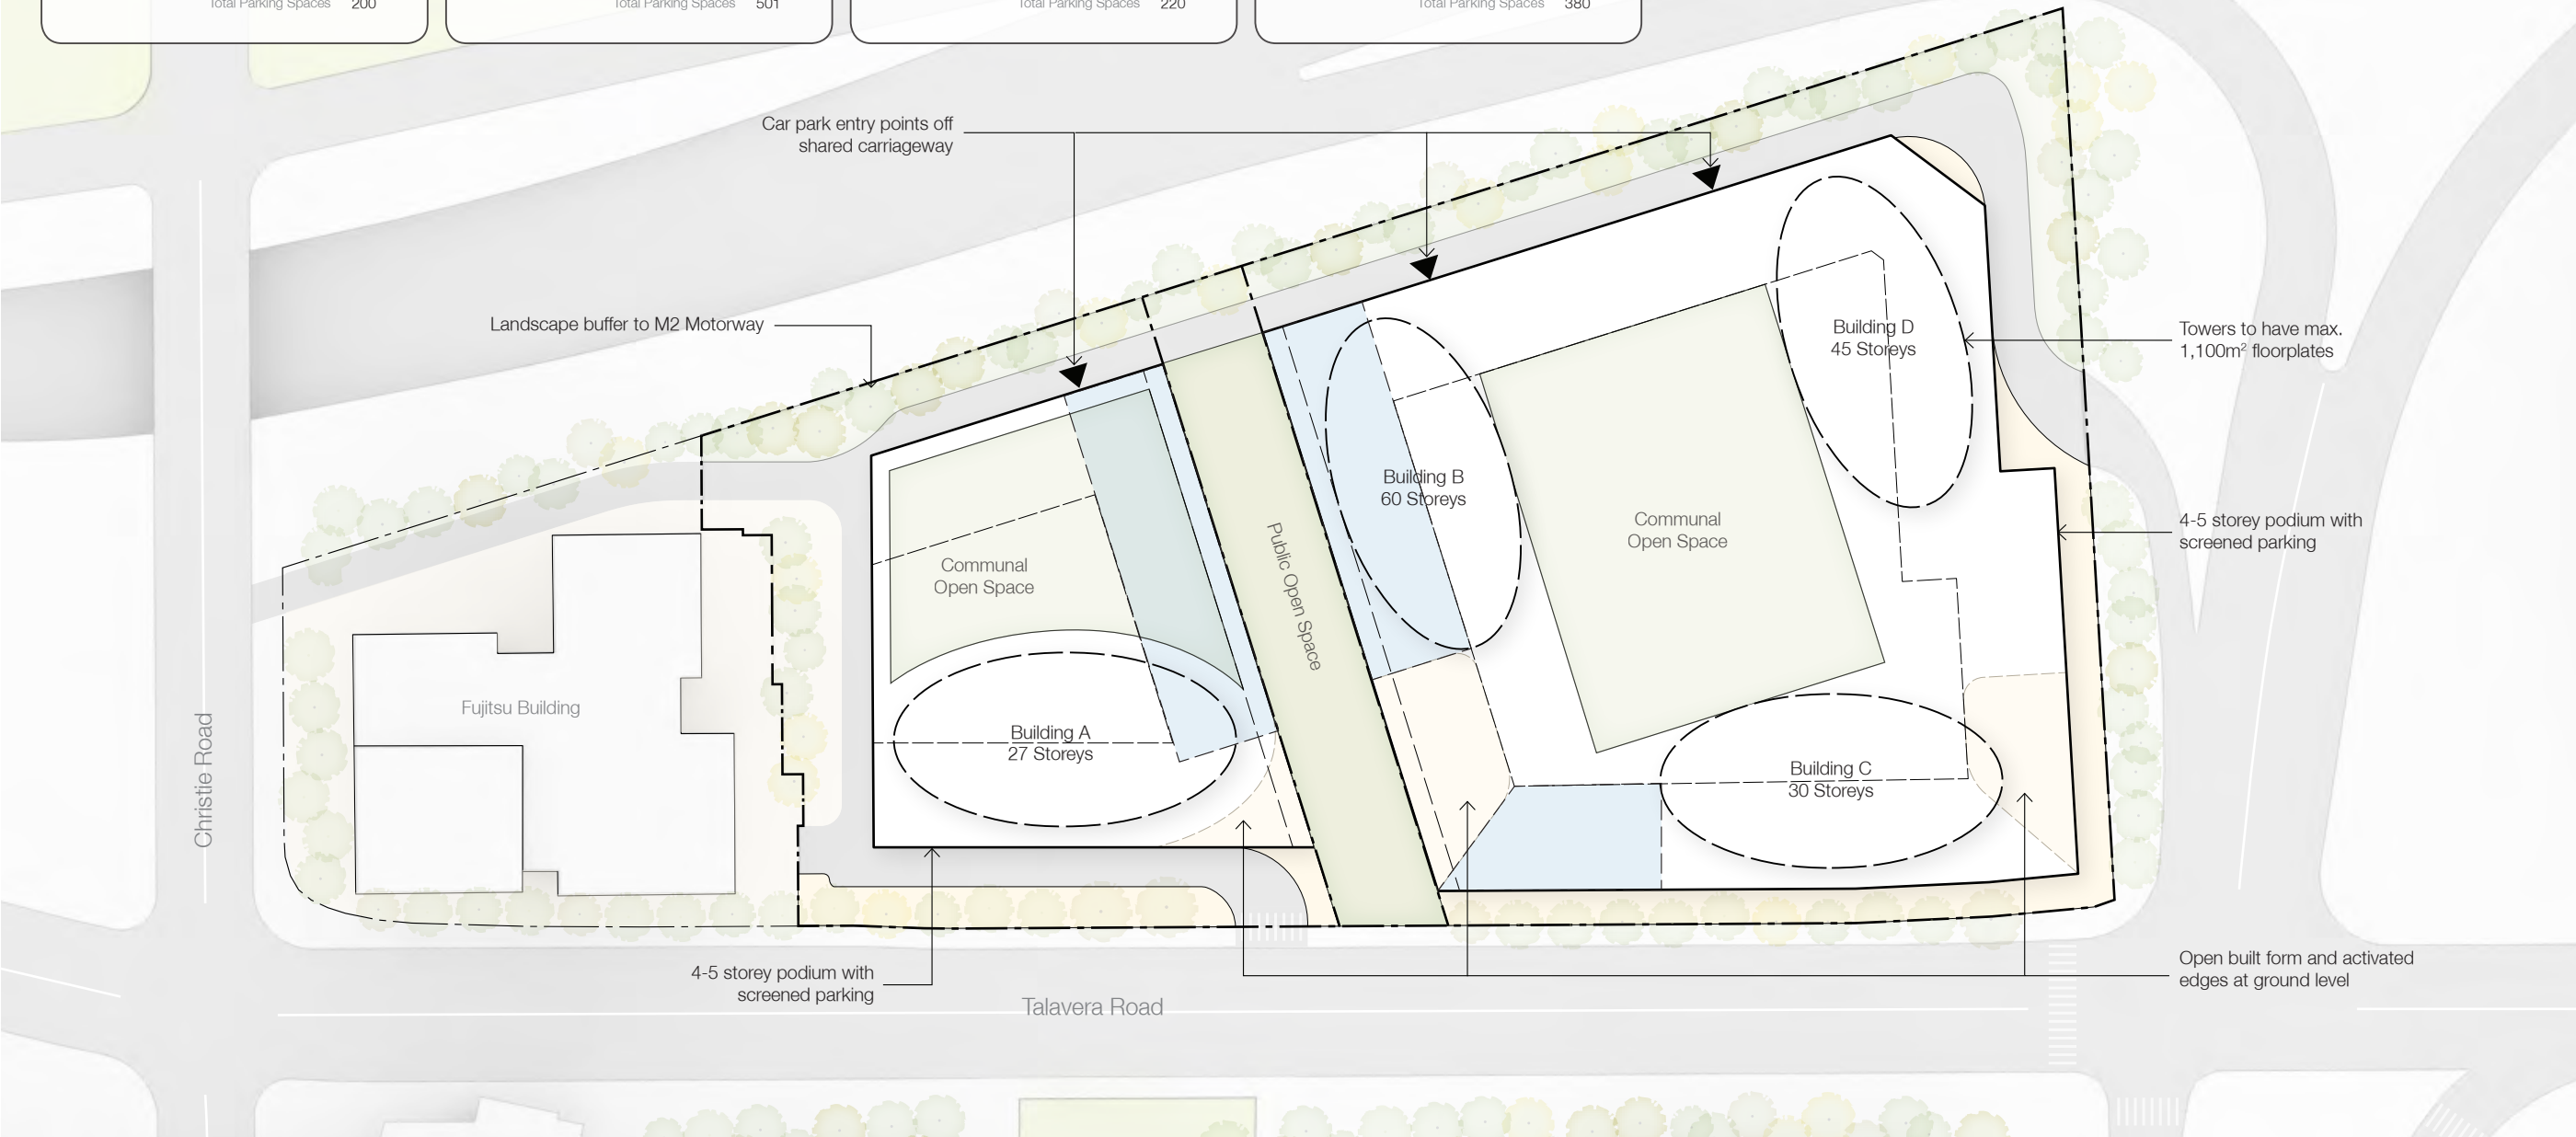 Total Parking Spaces 200
Total Parking Spaces 501
Total Parking Spaces 220
Total Parking Spaces 380
Car park entry points off
shared carriageway
Landscape buffer to M2 Motorway
Building D
45 Storeys
Towers to have max.
1,100m² floorplates
Building B
60 Storeys
Communal
Open Space
4-5 storey podium with
screened parking
Public Open Space
Communal
Open Space
Fujitsu Building
Building A
27 Storeys
Building C
30 Storeys
Christie Road
4-5 storey podium with
screened parking
Open built form and activated
edges at ground level
Talavera Road